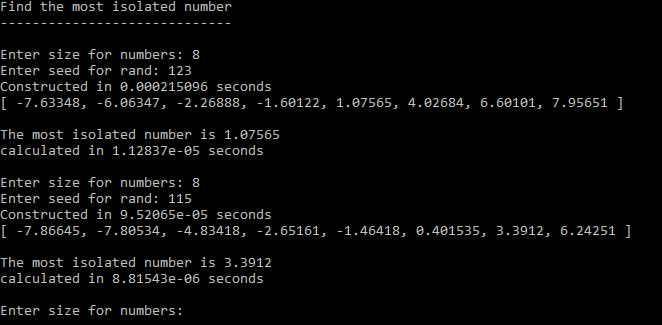 Find the most isolated number
-----------------------------
Enter size for numbers: 8
Enter seed for rand: 123
Constructed in 0.000215096 seconds
[ -7.63348, -6.06347, -2.26888, -1.60122, 1.07565, 4.02684, 6.60101, 7.95651 ]
The most isolated number is 1.07565
calculated in 1.12837e-05 seconds
Enter size for numbers: 8
Enter seed for rand: 115
Constructed in 9.52065e-05 seconds
[ -7.86645, -7.80534, -4.83418, -2.65161, -1.46418, 0.401535, 3.3912, 6.24251 ]
The most isolated number is 3.3912
calculated in 8.81543e-06 seconds
Enter size for numbers: